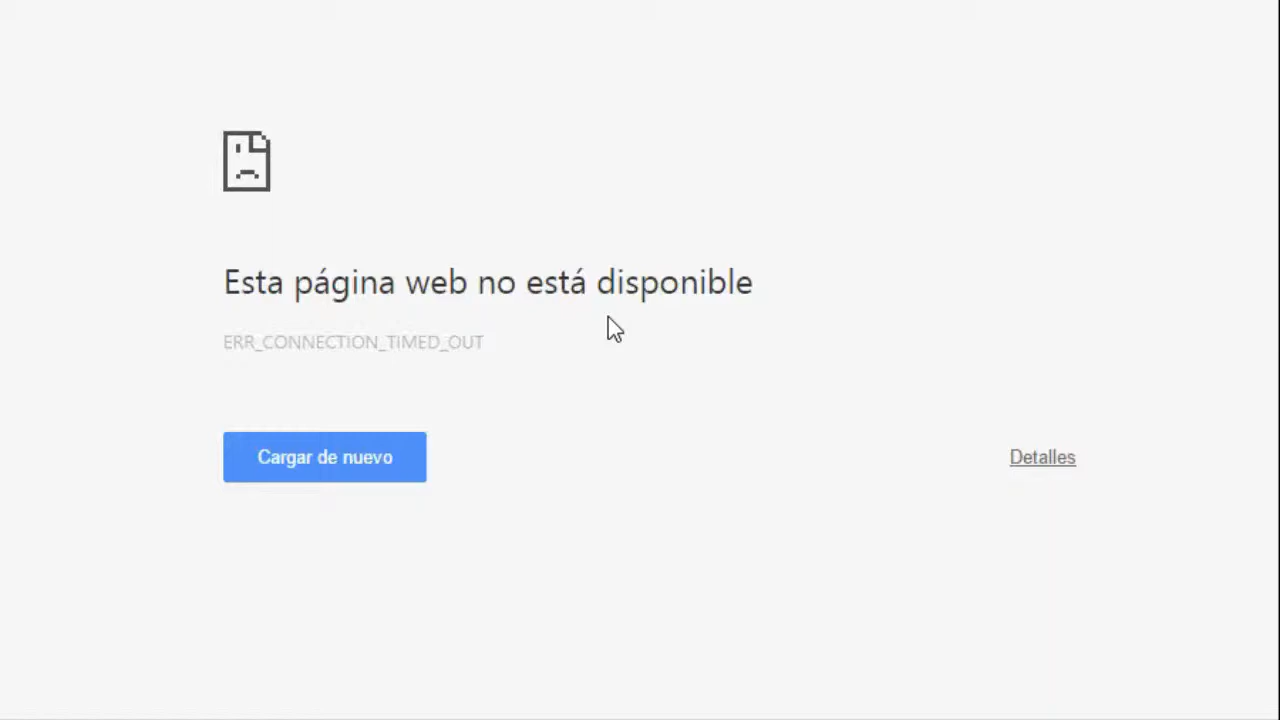 Esta página web no está disponible
ERR_CONNECTION_TIMED_OUT
Cargar de nuevo
Detalles